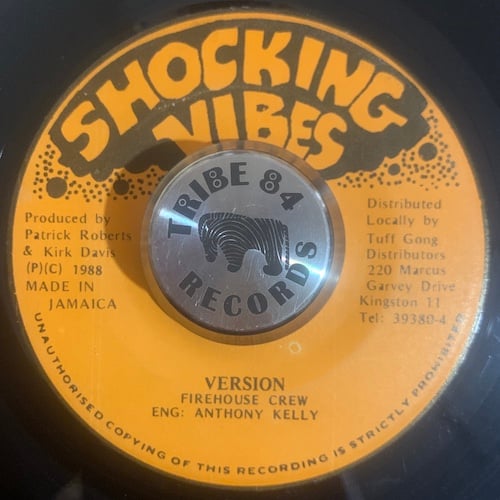 SHOCKING
VIBES
TRIBE 84
RECORDS
Produced by
Patrick Roberts
& Kirk Davis
(P)(C) 1988
MADE IN
JAMAICA
Distributed
Locally by
Tuff Gong
Distributors
220 Marcus
Garvey Drive
Kingston 11
Tel: 39380-4
VERSION
FIREHOUSE CREW
ENG: ANTHONY KELLY
UNAUTHORISED COPYING OF THIS RECORDING IS STRICTLY PROHIBITED